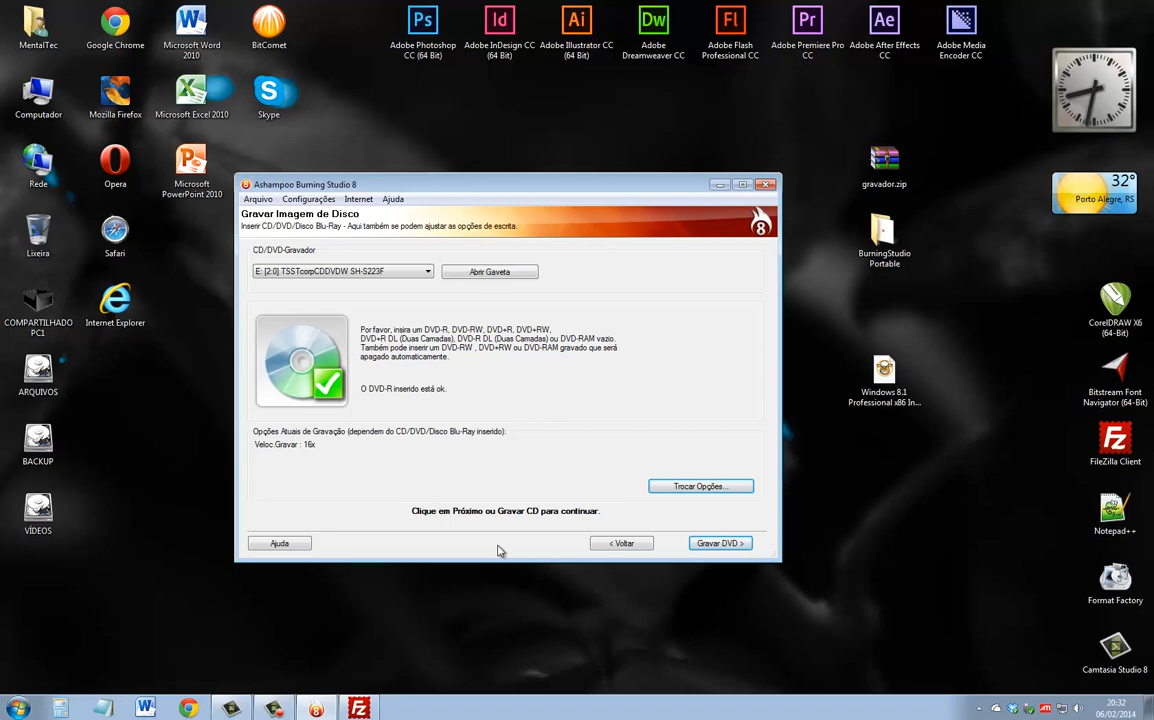 MentalTec
Google Chrome
Microsoft Word
2010
BitComet
Ps
Id
Ai
Dw
Fl
Pr
Ae
Adobe Photoshop
CC (64 Bit)
Adobe InDesign CC
(64 Bit)
Adobe Illustrator CC
(64 Bit)
Adobe
Dreamweaver CC
Adobe Flash
Professional CC
Adobe Premiere Pro
CC
Adobe After Effects
CC
Adobe Media
Encoder CC
Computador
Mozilla Firefox
Microsoft Excel 2010
Skype
Rede
Opera
Microsoft
PowerPoint 2010
gravador.zip
32°
Porto Alegre, RS
Lixeira
Safari
BurningStudio
Portable
COMPARTILHADO
PC1
Internet Explorer
CorelDRAW X6
(64-Bit)
ARQUIVOS
Windows 8.1
Professional x86 In...
Bitstream Font
Navigator (64-Bit)
BACKUP
FileZilla Client
VÍDEOS
Notepad++
Format Factory
Camtasia Studio 8
Ashampoo Burning Studio 8
Arquivo Configurações Internet Ajuda
Gravar Imagem de Disco
Inserir CD/DVD/Disco Blu-Ray - Aqui também se podem ajustar as opções de escrita.
8
CD/DVD-Gravador
E: [2:0] TSSTcorpCDDVDW SH-S223F
Abrir Gaveta
Por favor, insira um DVD-R, DVD-RW, DVD+R, DVD+RW,
DVD+R DL (Duas Camadas), DVD-R DL (Duas Camadas) ou DVD-RAM vazio.
Também pode inserir um DVD-RW , DVD+RW ou DVD-RAM gravado que será
apagado automaticamente.
O DVD-R inserido está ok.
Opções Atuais de Gravação (dependem do CD/DVD/Disco Blu-Ray inserido):
Veloc.Gravar : 16x
Trocar Opções...
Clique em Próximo ou Gravar CD para continuar.
Ajuda
< Voltar
Gravar DVD >
20:32
06/02/2014